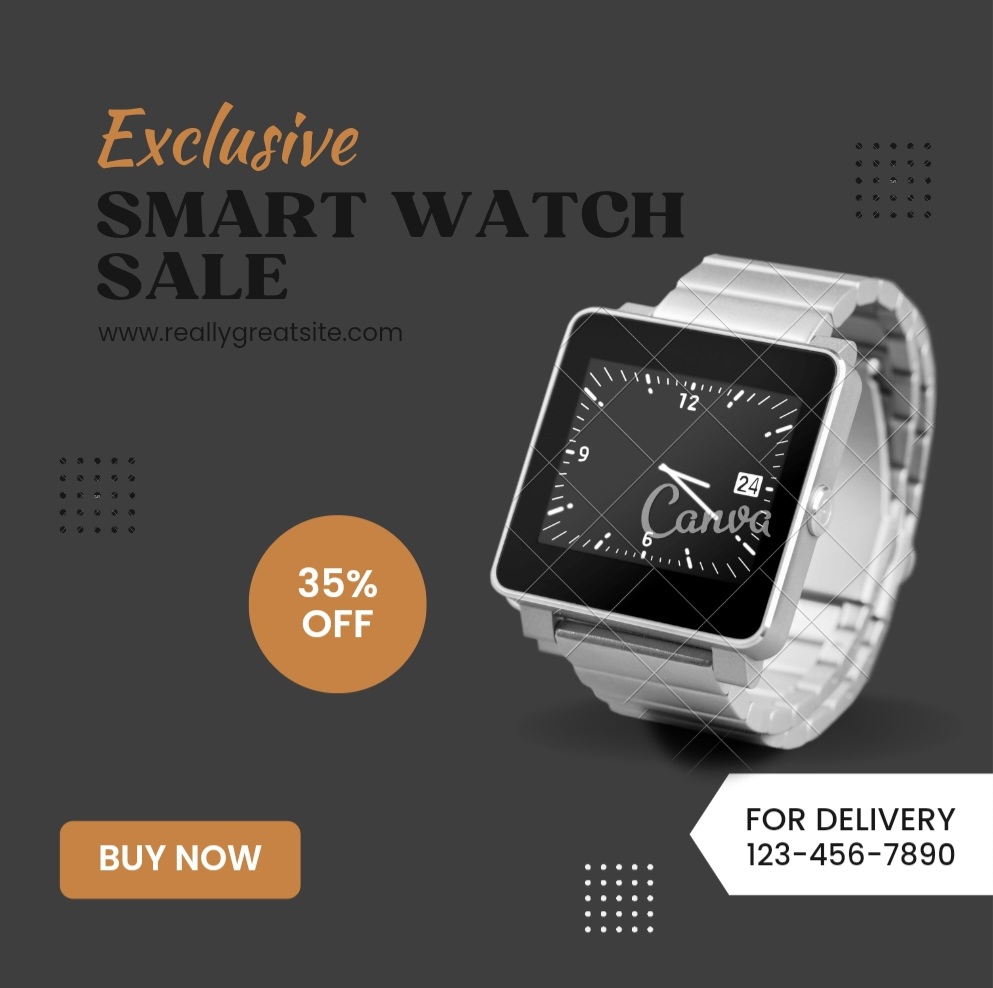 Exclusive
SMART WATCH
SALE
www.reallygreatsite.com
12
9
24
Canva
6
35%
OFF
BUY NOW
FOR DELIVERY
123-456-7890